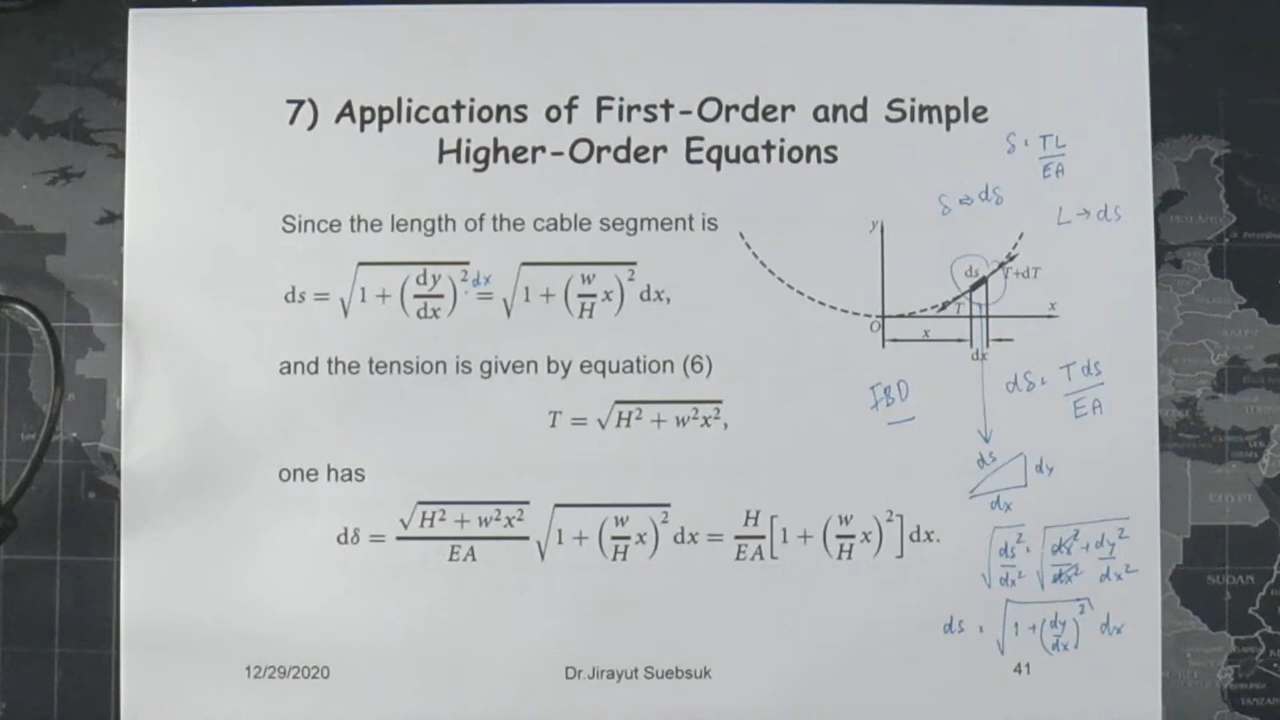 7) Applications of First-Order and Simple
Higher-Order Equations
δ = TL/EA
δ ⇒ dδ
L → ds
Since the length of the cable segment is
ds = √(1 + (dy/dx)²) dx = √(1 + (w/H x)²) dx,
y
ds
T+dT
T
O
x
x
dx
and the tension is given by equation (6)
T = √(H² + w²x²),
FBD
dδ = T ds/EA
one has
ds
dy
dx
dδ = √(H² + w²x²)/EA √(1 + (w/H x)²) dx = H/EA [1 + (w/H x)²] dx.
√(ds²/dx²) = √(dx²/dx² + dy²/dx²)
ds = √(1 + (dy/dx)²) dx
12/29/2020
Dr.Jirayut Suebsuk
41
SUDAN
EGYPT